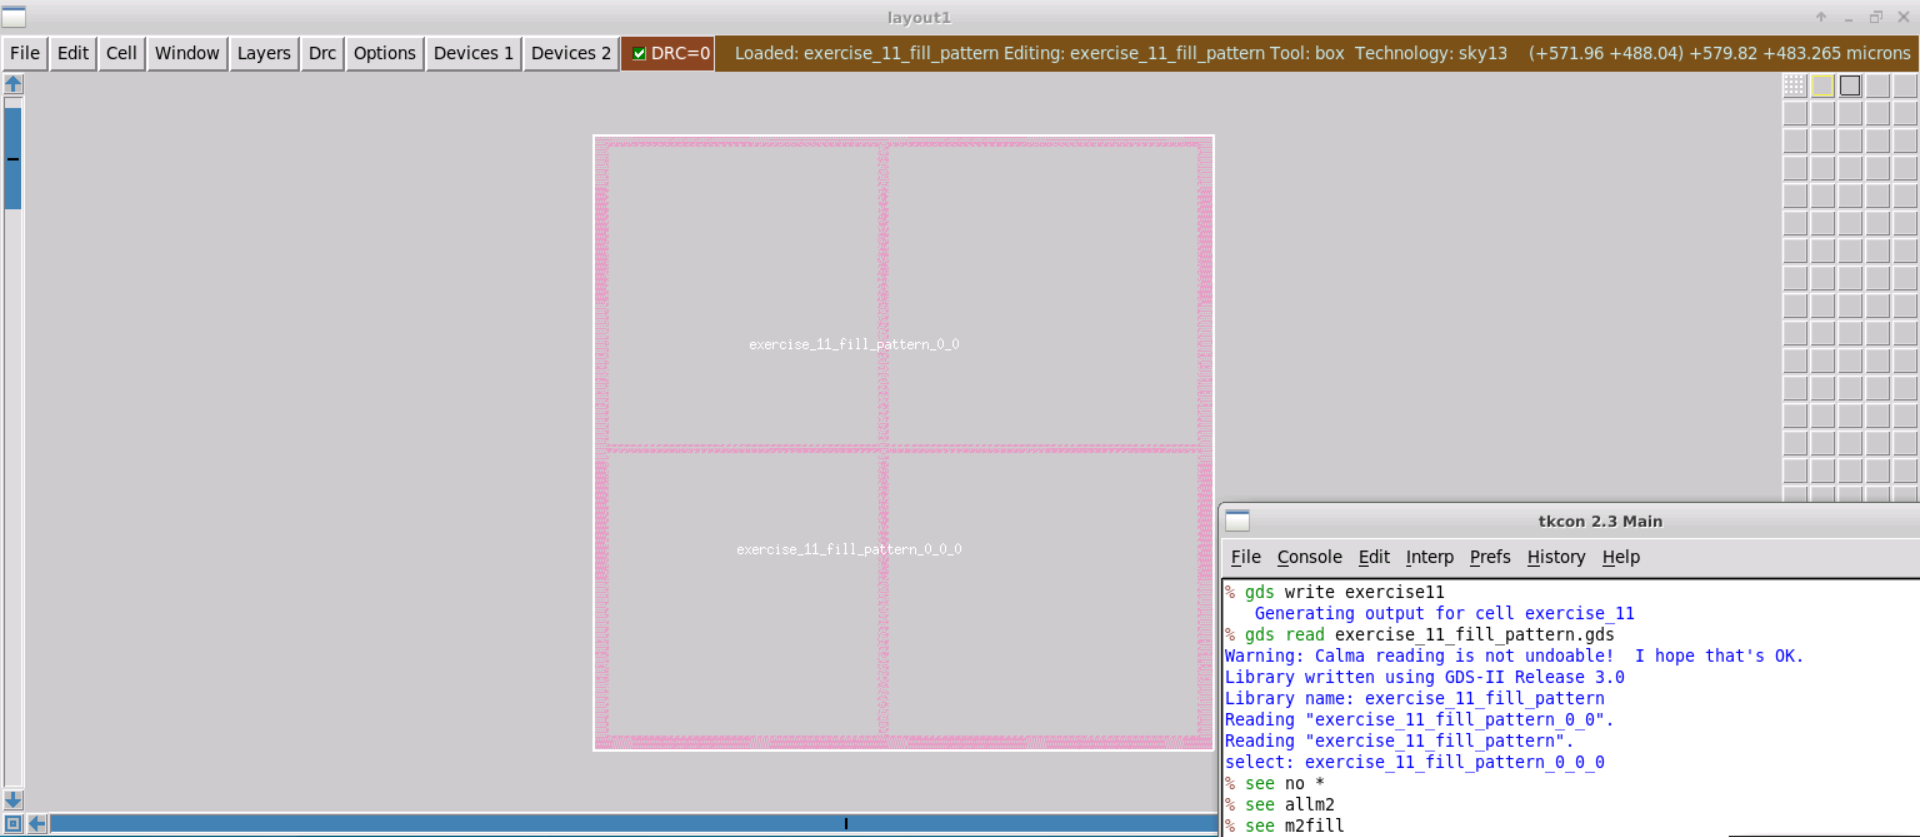 layout1
File Edit Cell Window Layers Drc Options Devices 1 Devices 2 DRC=0 Loaded: exercise_11_fill_pattern Editing: exercise_11_fill_pattern Tool: box Technology: sky13 (+571.96 +488.04) +579.82 +483.265 microns
exercise_11_fill_pattern_0_0
exercise_11_fill_pattern_0_0_0
tkcon 2.3 Main
File Console Edit Interp Prefs History Help
% gds write exercise11
Generating output for cell exercise_11
% gds read exercise_11_fill_pattern.gds
Warning: Calma reading is not undoable!  I hope that's OK.
Library written using GDS-II Release 3.0
Library name: exercise_11_fill_pattern
Reading "exercise_11_fill_pattern_0_0".
Reading "exercise_11_fill_pattern".
select: exercise_11_fill_pattern_0_0_0
% see no *
% see allm2
% see m2fill